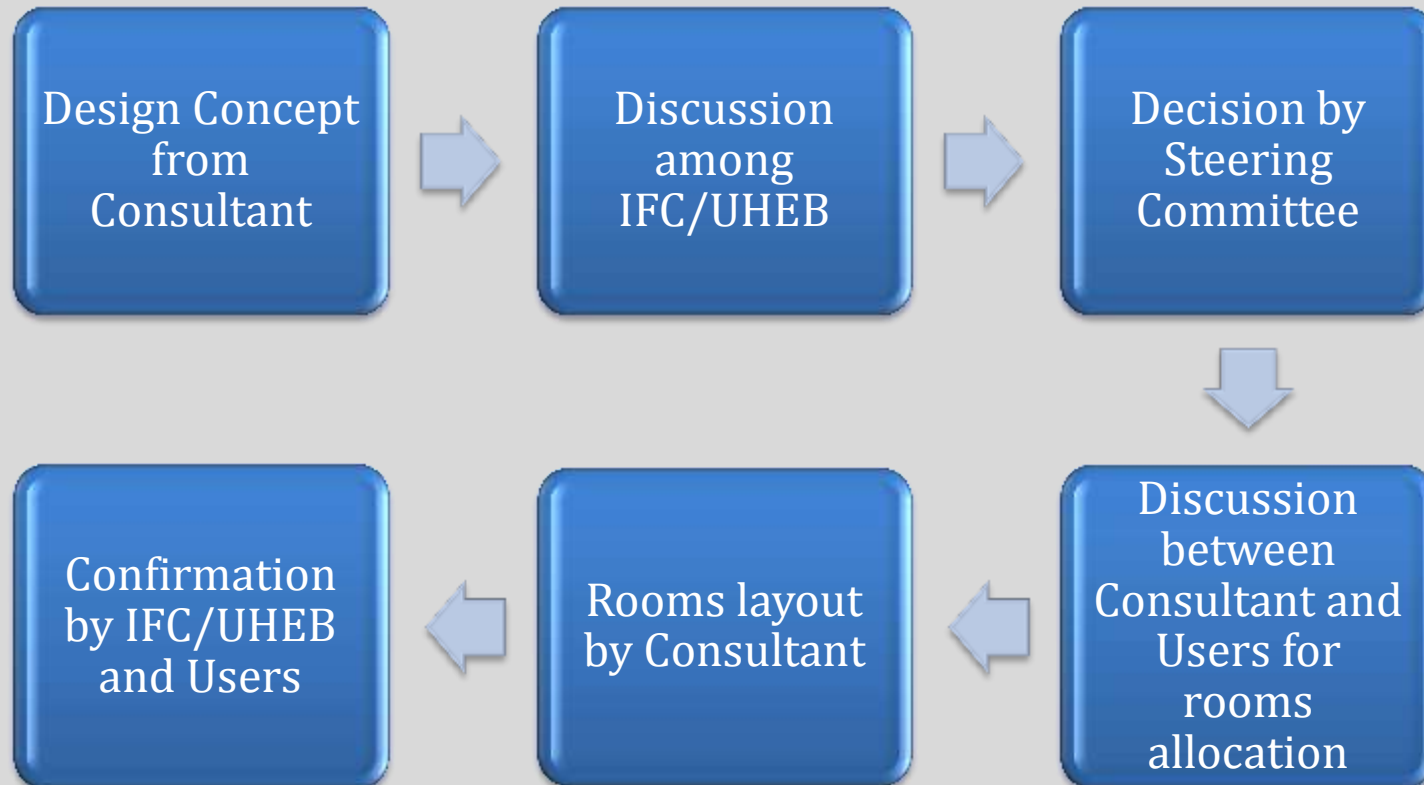 Design Concept
from
Consultant
Discussion
among
IFC/UHEB
Decision by
Steering
Committee
Discussion
between
Consultant and
Users for
rooms
allocation
Rooms layout
by Consultant
Confirmation
by IFC/UHEB
and Users